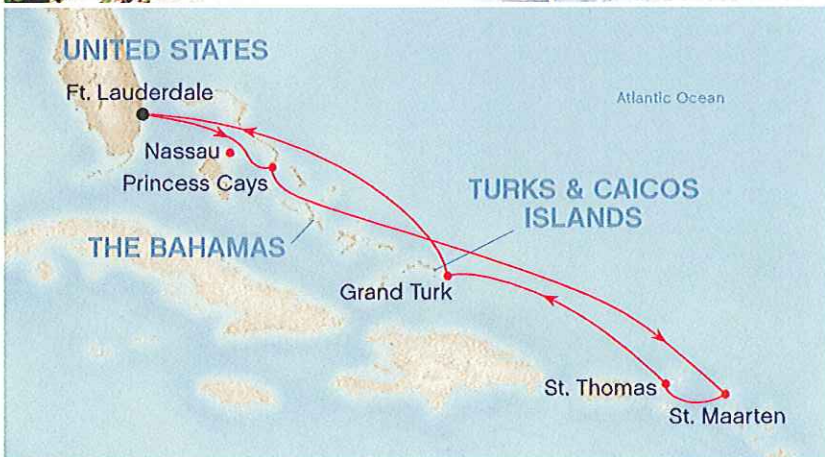 UNITED STATES
Ft. Lauderdale
Atlantic Ocean
Nassau
Princess Cays
TURKS & CAICOS
ISLANDS
THE BAHAMAS
Grand Turk
St. Thomas
St. Maarten